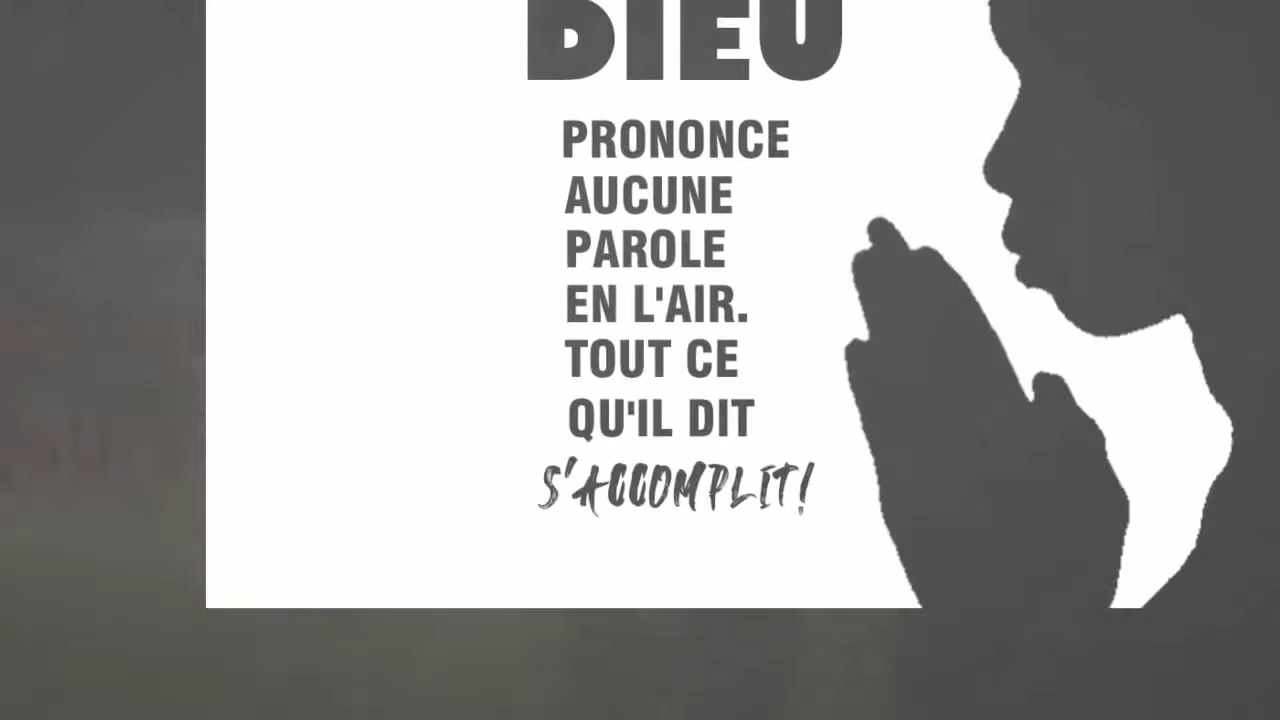 DIEU
PRONONCE
AUCUNE
PAROLE
EN L'AIR.
TOUT CE
QU'IL DIT
S'ACCOMPLIT!